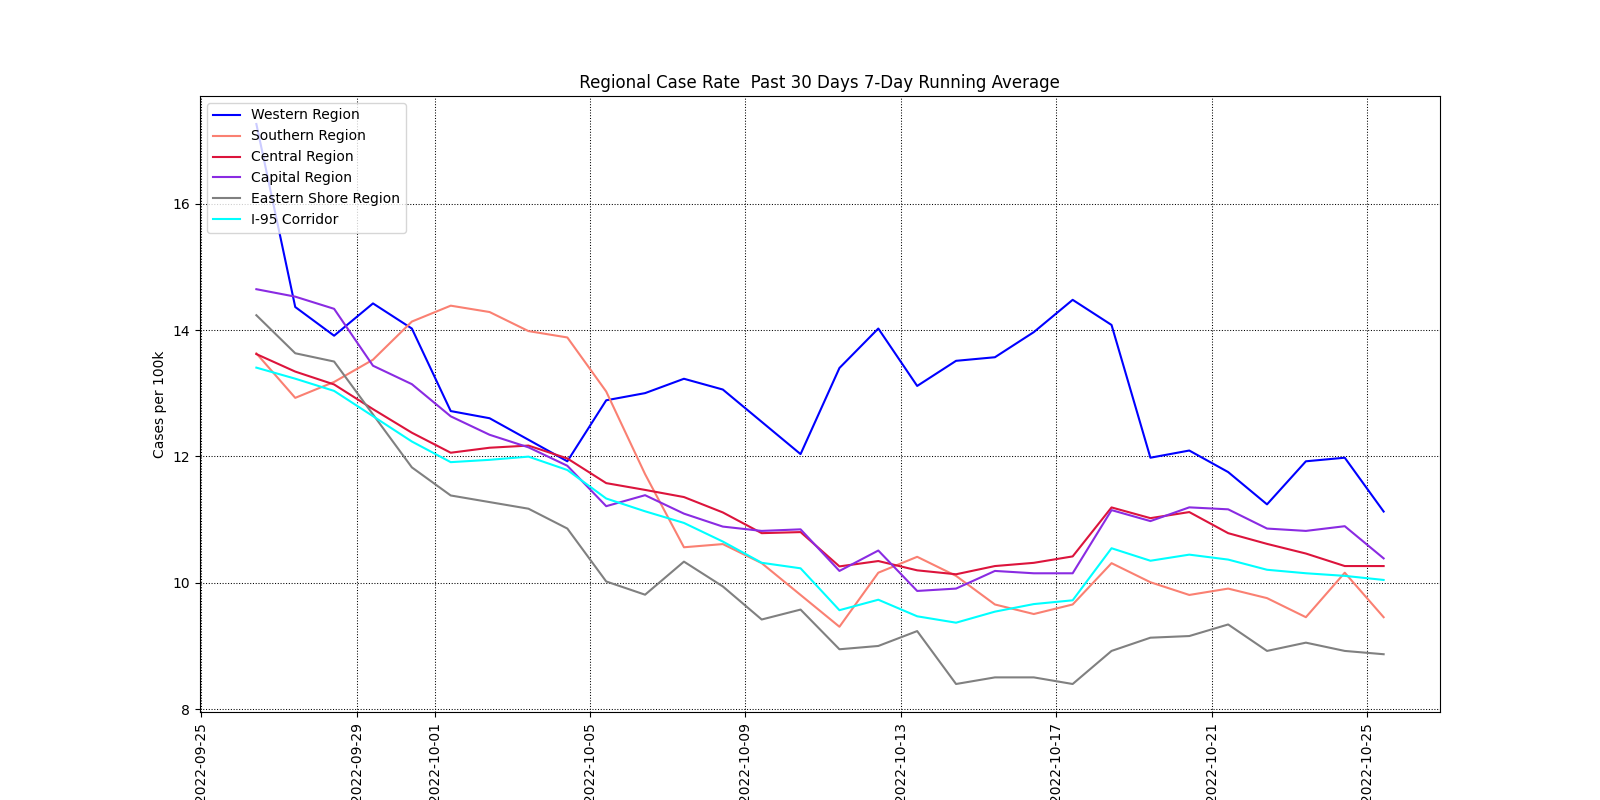 Regional Case Rate  Past 30 Days 7-Day Running Average
Western Region
Southern Region
Central Region
Capital Region
Eastern Shore Region
I-95 Corridor
Cases per 100k
16
14
12
10
8
2022-09-25
2022-09-29
2022-10-01
2022-10-05
2022-10-09
2022-10-13
2022-10-17
2022-10-21
2022-10-25